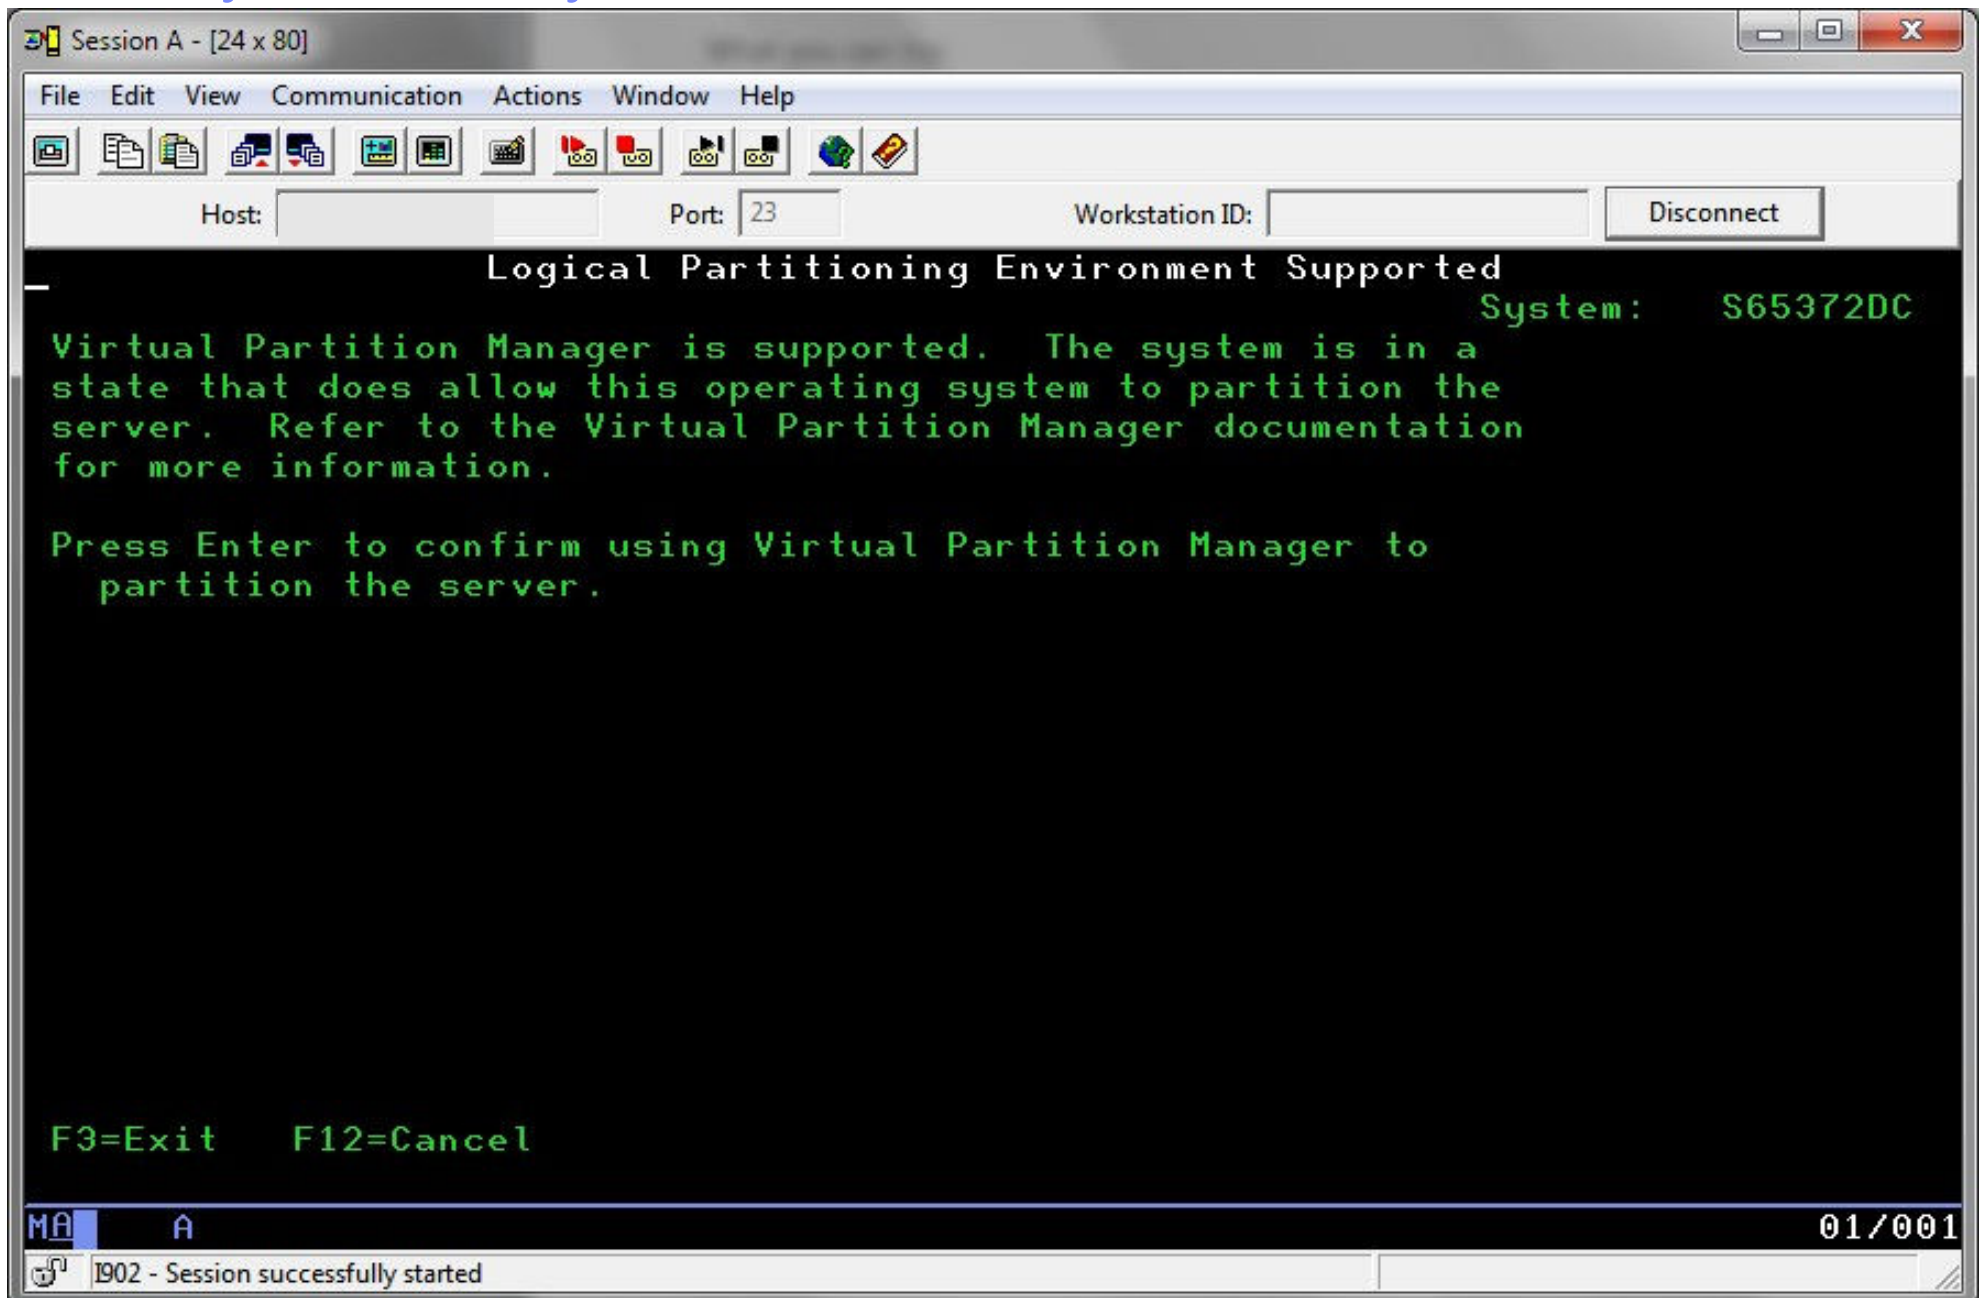 Session A - [24 x 80]
File Edit View Communication Actions Window Help
Host: Port: 23 Workstation ID: Disconnect
Logical Partitioning Environment Supported
System: S65372DC
Virtual Partition Manager is supported. The system is in a
state that does allow this operating system to partition the
server. Refer to the Virtual Partition Manager documentation
for more information.
Press Enter to confirm using Virtual Partition Manager to
partition the server.
F3=Exit F12=Cancel
MA A 01/001
I902 - Session successfully started